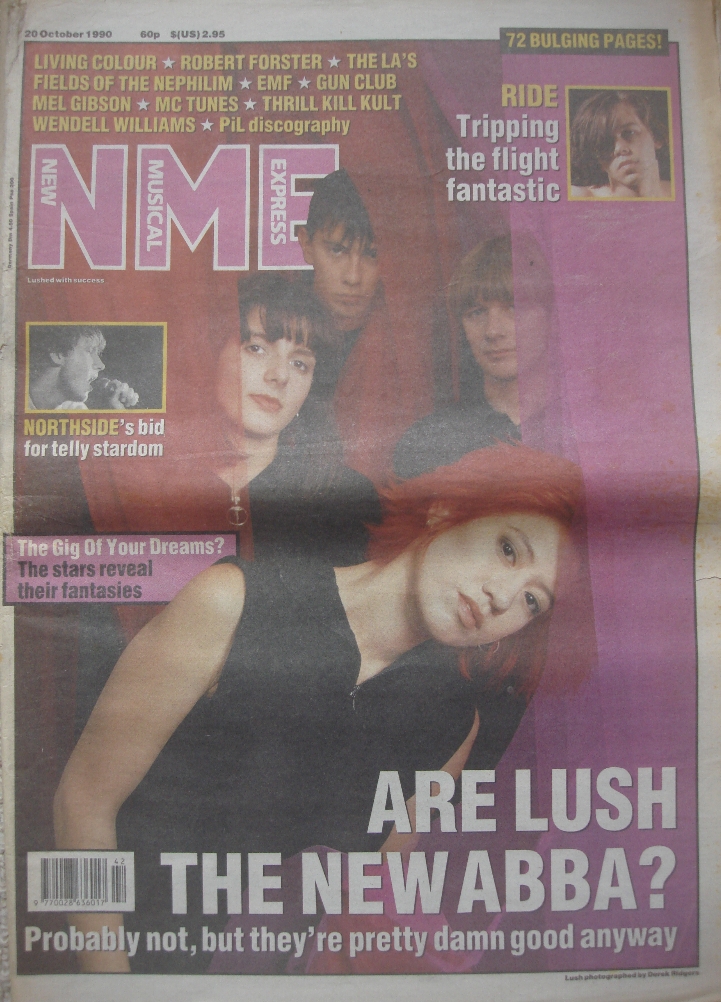 20 October 1990 60p $(US)2.95
72 BULGING PAGES!
LIVING COLOUR ★ ROBERT FORSTER ★ THE LA'S
FIELDS OF THE NEPHILIM ★ EMF ★ GUN CLUB
MEL GIBSON ★ MC TUNES ★ THRILL KILL KULT
WENDELL WILLIAMS ★ PiL discography
RIDE
Tripping
the flight
fantastic
NME
NEW
MUSICAL
EXPRESS
'Lushed with success
NORTHSIDE's bid
for telly stardom
The Gig Of Your Dreams?
The stars reveal
their fantasies
ARE LUSH
THE NEW ABBA?
42
9 770028 636017
Probably not, but they're pretty damn good anyway
Lush photographed by Derek Ridgers